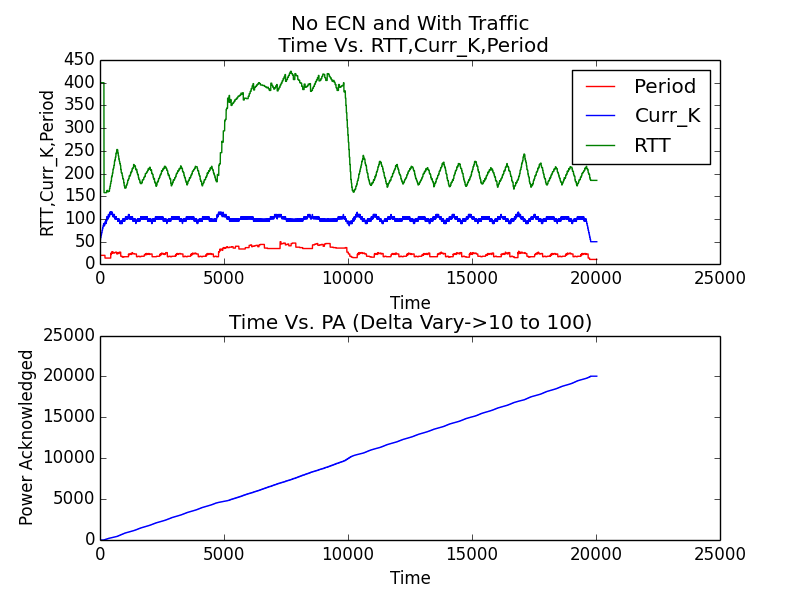 No ECN and With Traffic
Time Vs. RTT,Curr_K,Period
RTT,Curr_K,Period
450
400
350
300
250
200
150
100
50
0
Period
Curr_K
RTT
0
5000
10000
15000
20000
25000
Time
Time Vs. PA (Delta Vary->10 to 100)
Power Acknowledged
25000
20000
15000
10000
5000
0
0
5000
10000
15000
20000
25000
Time